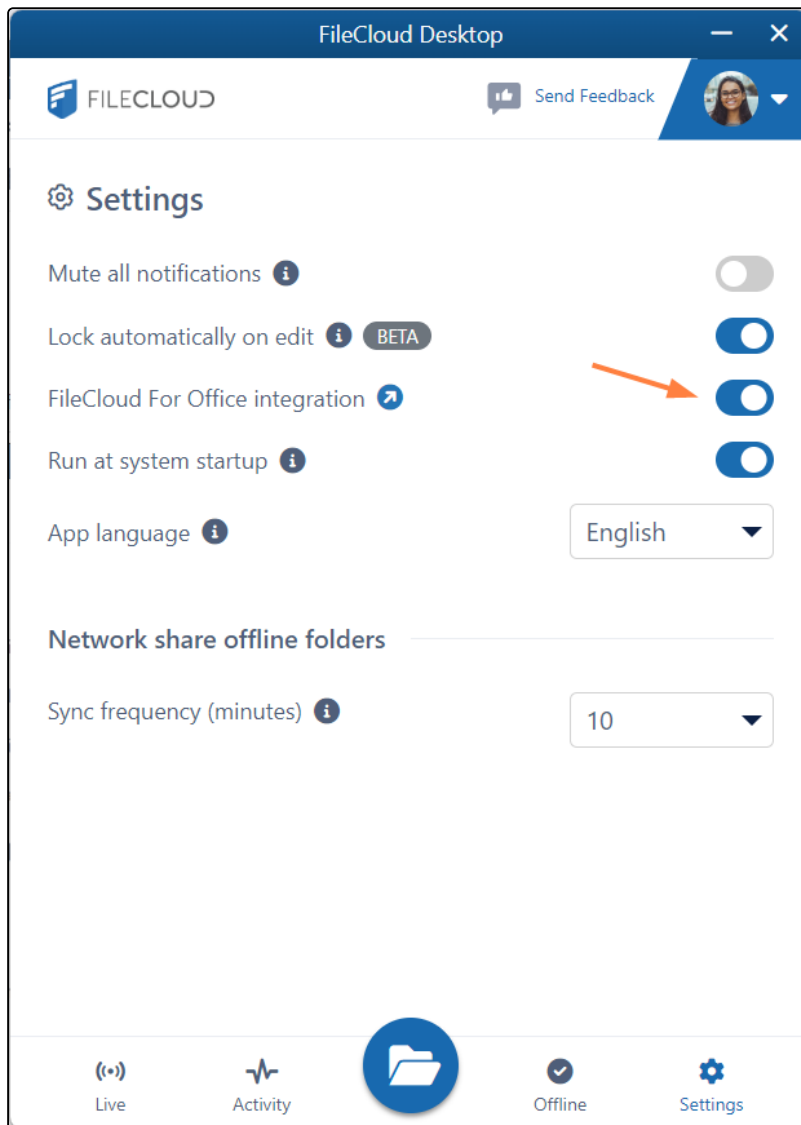 FileCloud Desktop
FILECLOUD
Send Feedback
Settings
Mute all notifications
Lock automatically on edit BETA
FileCloud For Office integration
Run at system startup
App language
English
Network share offline folders
Sync frequency (minutes)
10
Live
Activity
Offline
Settings